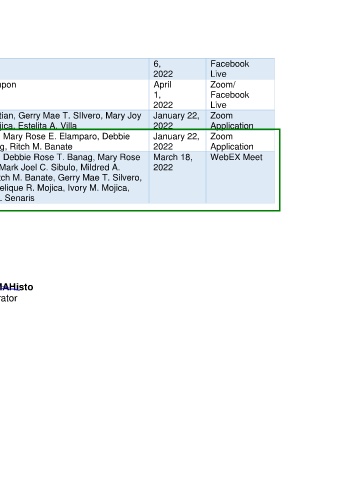 6,
2022
Facebook
Live
upon
April
1,
2022
Zoom/
Facebook
Live
tian, Gerry Mae T. SIlvero, Mary Joy
jica, Estelita A. Villa
January 22,
2022
Zoom
Application
, Mary Rose E. Elamparo, Debbie
g, Ritch M. Banate
January 22,
2022
Zoom
Application
, Debbie Rose T. Banag, Mary Rose
Mark Joel C. Sibulo, Mildred A.
tch M. Banate, Gerry Mae T. Silvero,
elique R. Mojica, Ivory M. Mojica,
. Senaris
March 18,
2022
WebEX Meet
MAHisto
rator